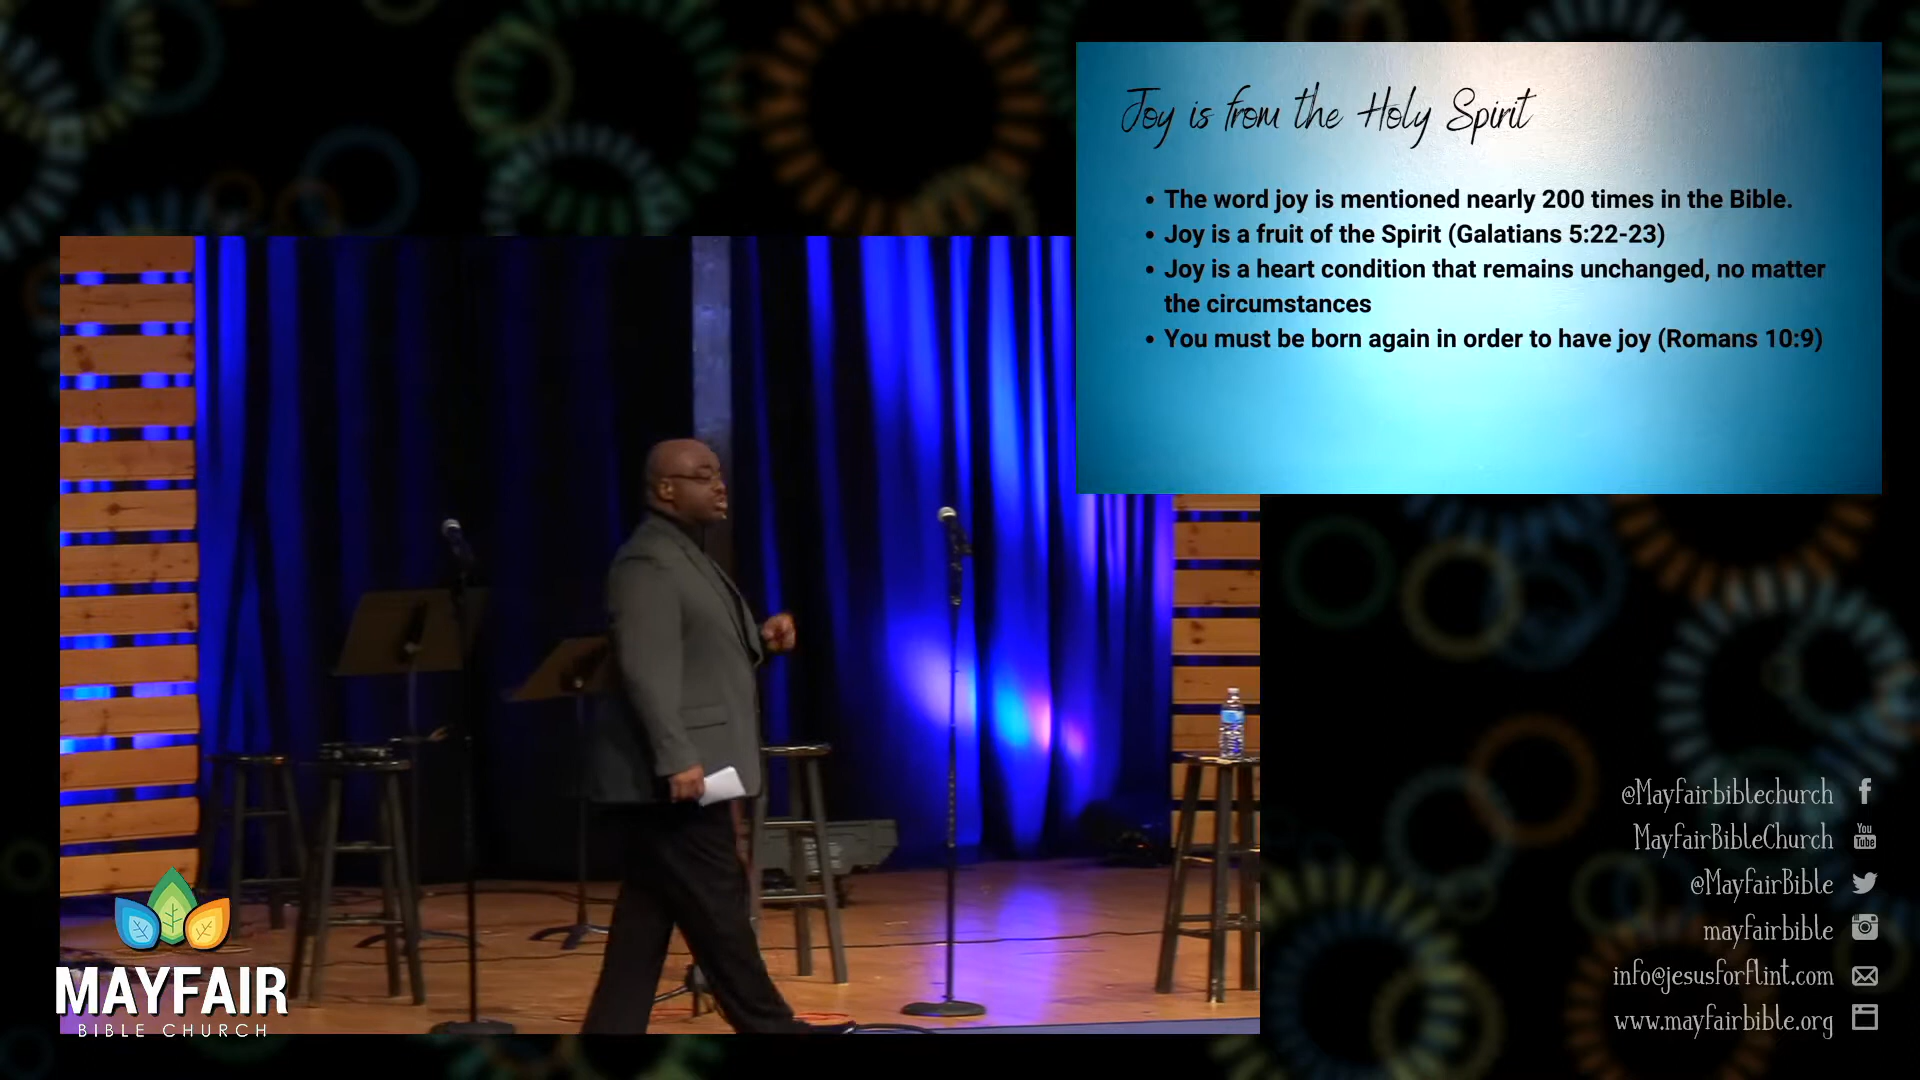 Joy is from the Holy Spirit
• The word joy is mentioned nearly 200 times in the Bible.
• Joy is a fruit of the Spirit (Galatians 5:22-23)
• Joy is a heart condition that remains unchanged, no matter
the circumstances
• You must be born again in order to have joy (Romans 10:9)
@Mayfairbiblechurch f
MayfairBibleChurch You Tube
@MayfairBible
mayfairbible
info@jesusforflint.com
www.mayfairbible.org
MAYFAIR
BIBLE CHURCH